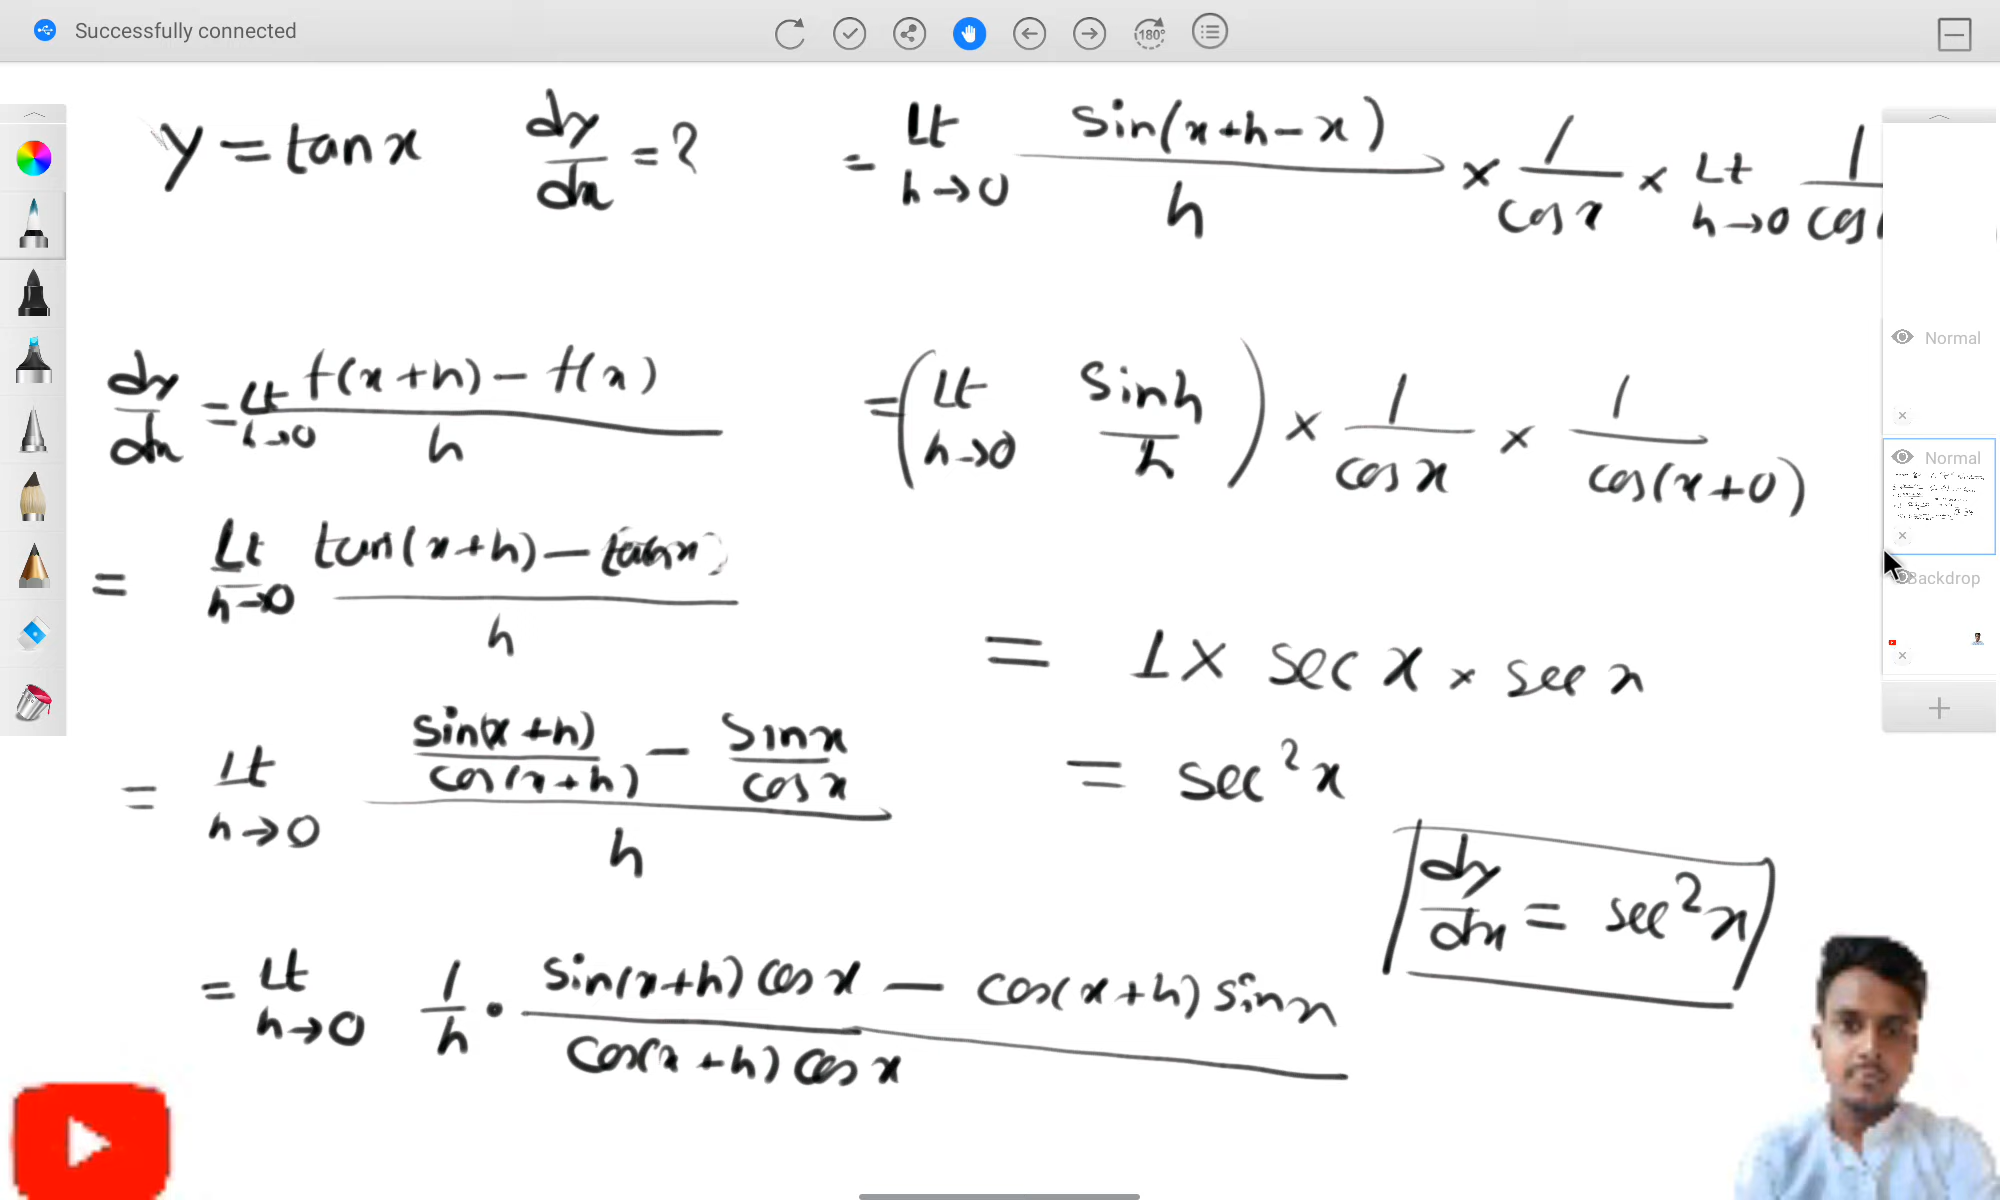 Successfully connected
180°
y = tan x    dy/dx = ?
dy/dx = Lt h→0 f(x+h) − f(x) / h
= Lt h→0 tan(x+h) − tan x / h
= Lt h→0 sin(x+h)/cos(x+h) − sin x/cos x / h
= Lt h→0 1/h · sin(x+h) cos x − cos(x+h) sin x / cos(x+h) cos x
= Lt h→0 sin(x+h−x) / h × 1/cos x × Lt h→0 1/cos
= (Lt h→0 sin h / h) × 1/cos x × 1/cos(x+0)
= 1 × sec x × sec x
= sec²x
dy/dx = sec²x
Normal
Normal
Backdrop